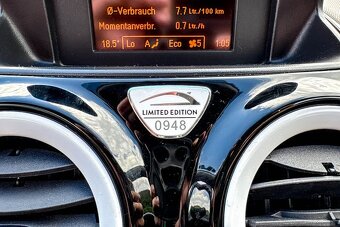 Ø-Verbrauch 7.7 Ltr./100 km
Momentanverbr. 0.7 Ltr./h
18.5° Lo A Eco 5 1:05
LIMITED EDITION
0948